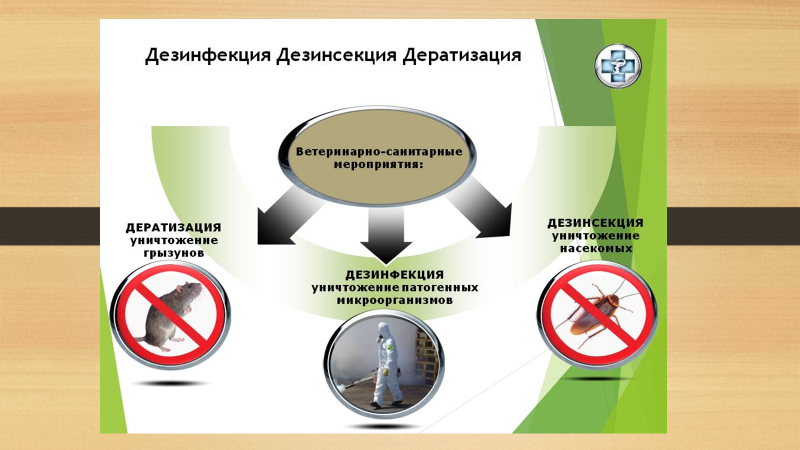 Дезинфекция Дезинсекция Дератизация
Ветеринарно-санитарные
мероприятия:
ДЕРАТИЗАЦИЯ
уничтожение
грызунов
ДЕЗИНФЕКЦИЯ
уничтожение патогенных
микроорганизмов
ДЕЗИНСЕКЦИЯ
уничтожение
насекомых